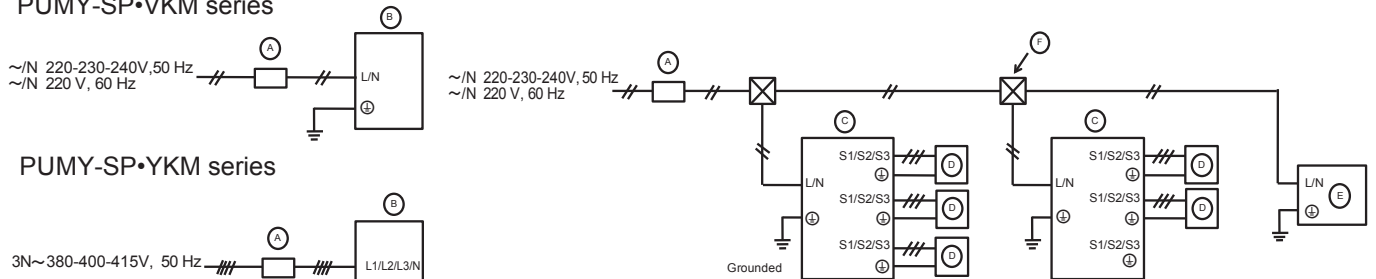 PUMY-SP•VKM series
B
A
~/N 220-230-240V,50 Hz
~/N 220 V, 60 Hz
L/N
PUMY-SP•YKM series
B
A
3N~380-400-415V, 50 Hz
L1/L2/L3/N
~/N 220-230-240V, 50 Hz
~/N 220 V, 60 Hz
A
F
C
S1/S2/S3
D
L/N
S1/S2/S3
D
S1/S2/S3
D
Grounded
C
S1/S2/S3
D
L/N
S1/S2/S3
D
S1/S2/S3
L/N
E